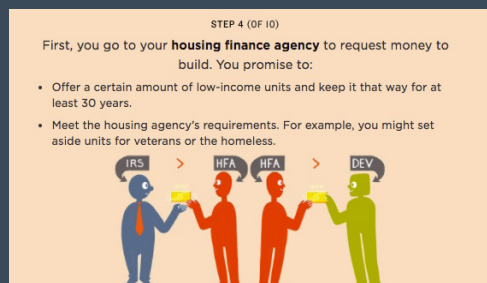 STEP 4 (OF 10)
First, you go to your housing finance agency to request money to
build. You promise to:
• Offer a certain amount of low-income units and keep it that way for at
least 30 years.
• Meet the housing agency's requirements. For example, you might set
aside units for veterans or the homeless.
IRS > HFA HFA > DEV